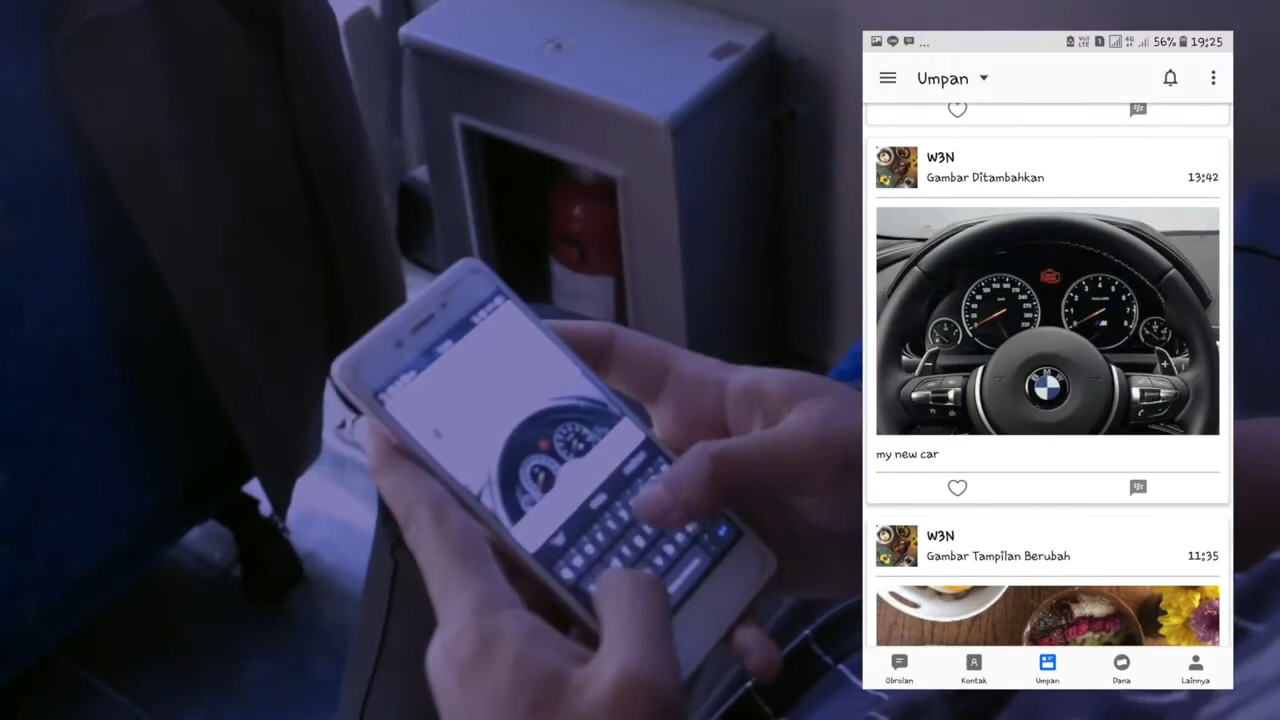 ... 56% 19:25
Umpan
W3N
Gambar Ditambahkan 13:42
BMW
my new car
W3N
Gambar Tampilan Berubah 11:35
Obrolan Kontak Umpan Dana Lainnya